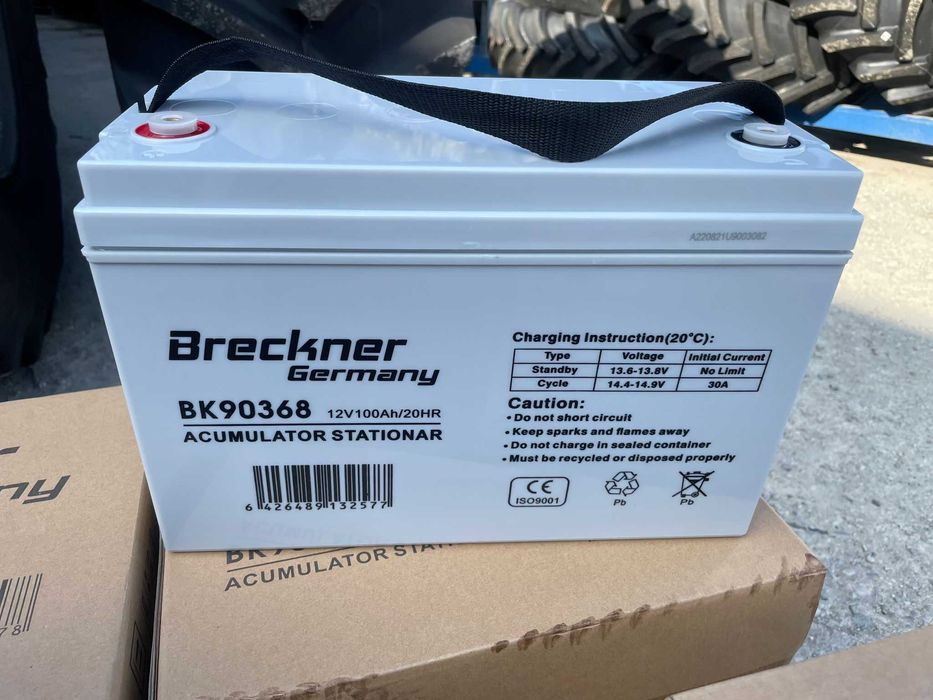 A220821U9003082
Breckner
Germany
BK90368 12V100Ah/20HR
ACUMULATOR STATIONAR
6 426489 132577
Charging Instruction(20°C):
Type Voltage Initial Current
Standby 13.6-13.8V No Limit
Cycle 14.4-14.9V 30A
Caution:
• Do not short circuit
• Keep sparks and flames away
• Do not charge in sealed container
• Must be recycled or disposed properly
CE
ISO9001
Pb
Pb
ACUMULATOR STAT